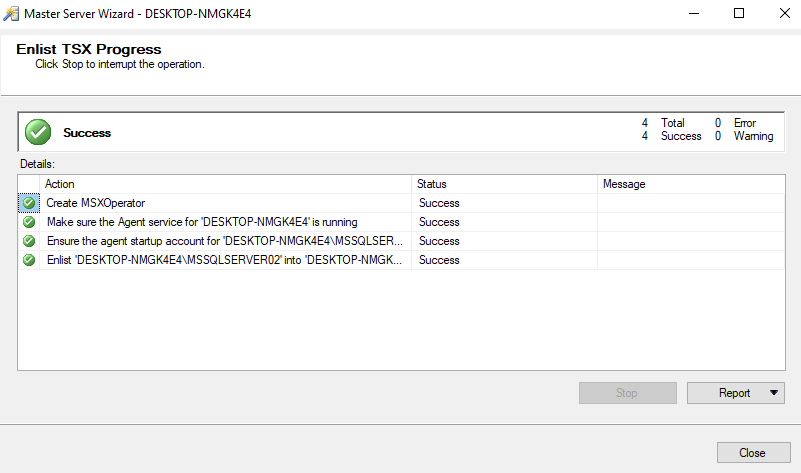 Master Server Wizard - DESKTOP-NMGK4E4
Enlist TSX Progress
Click Stop to interrupt the operation.
Success
4 Total 0 Error
4 Success 0 Warning
Details:
Action Status Message
Create MSXOperator Success
Make sure the Agent service for 'DESKTOP-NMGK4E4' is running Success
Ensure the agent startup account for 'DESKTOP-NMGK4E4\MSSQLSER... Success
Enlist 'DESKTOP-NMGK4E4\MSSQLSERVER02' into 'DESKTOP-NMGK... Success
Stop Report
Close